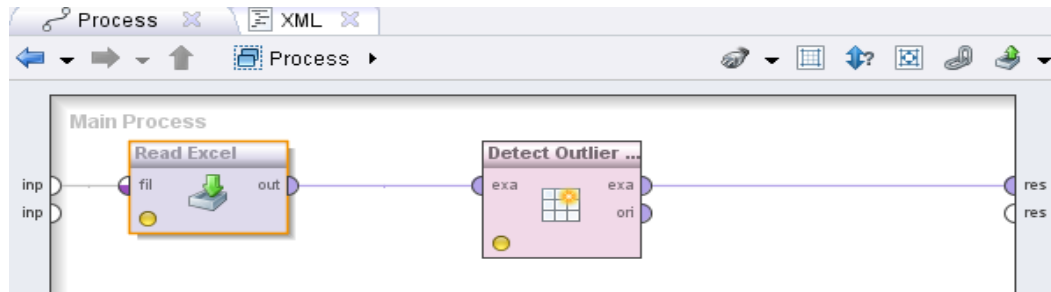 Process XML
Process
Main Process
Read Excel Detect Outlier ...
inp fil out exa exa res
inp ori res